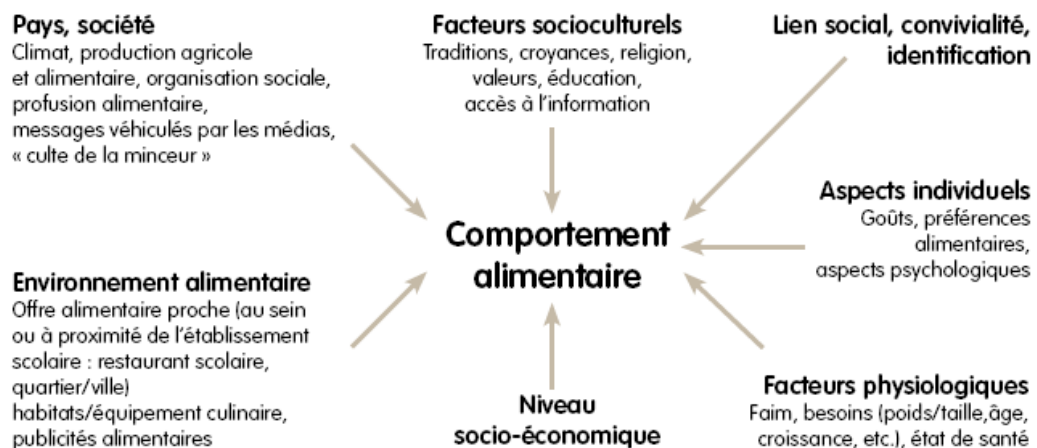 Pays, société
Climat, production agricole
et alimentaire, organisation sociale,
profusion alimentaire,
messages véhiculés par les médias,
« culte de la minceur »
Facteurs socioculturels
Traditions, croyances, religion,
valeurs, éducation,
accès à l’information
Lien social, convivialité,
identification
Aspects individuels
Goûts, préférences
alimentaires,
aspects psychologiques
Comportement
alimentaire
Environnement alimentaire
Offre alimentaire proche (au sein
ou à proximité de l’établissement
scolaire : restaurant scolaire,
quartier/ville)
habitats/équipement culinaire,
publicités alimentaires
Niveau
socio-économique
Facteurs physiologiques
Faim, besoins (poids/taille,âge,
croissance, etc.), état de santé